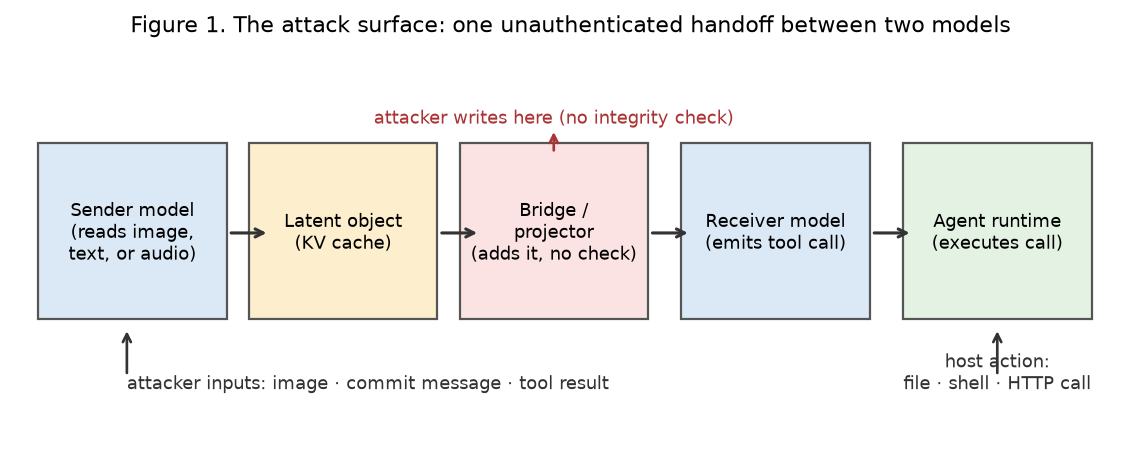 Figure 1. The attack surface: one unauthenticated handoff between two models
attacker writes here (no integrity check)
Sender model
(reads image,
text, or audio)
Latent object
(KV cache)
Bridge /
projector
(adds it, no check)
Receiver model
(emits tool call)
Agent runtime
(executes call)
attacker inputs: image · commit message · tool result
host action:
file · shell · HTTP call